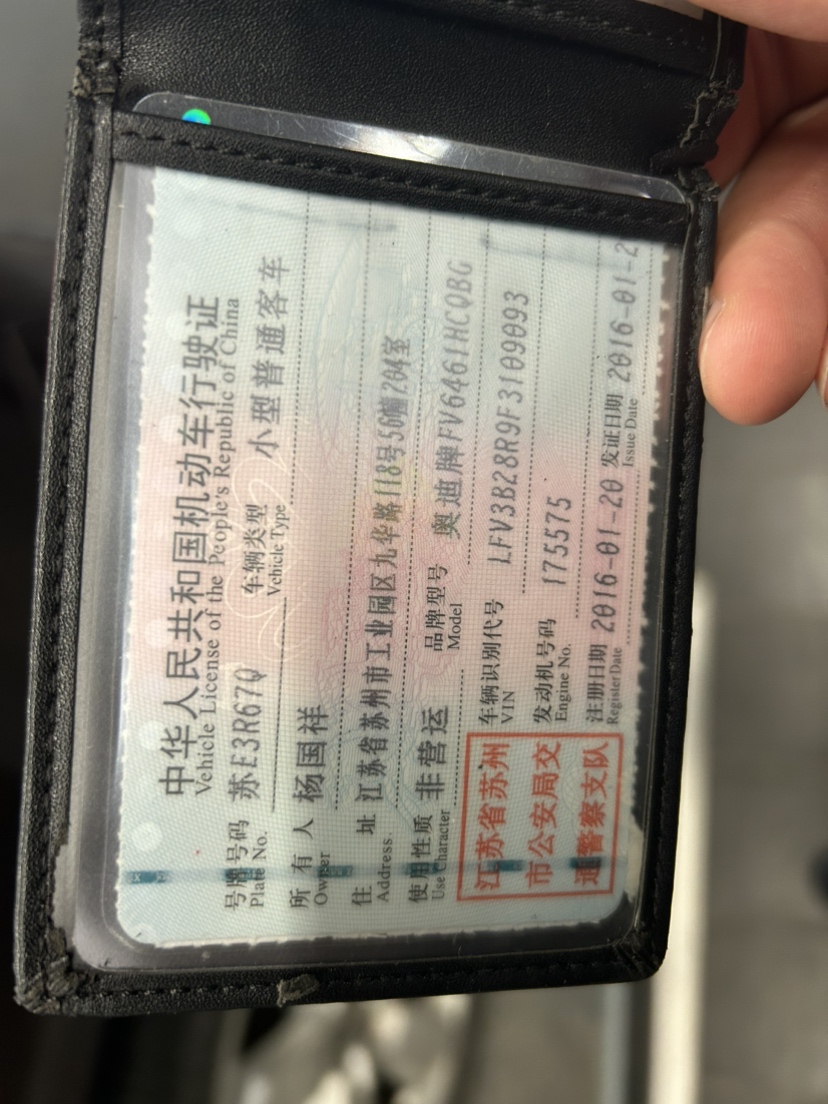 中华人民共和国机动车行驶证
Vehicle License of the People's Republic of China
号牌号码 苏E3R67Q 车辆类型 小型普通客车
Plate No. Vehicle Type
所有人 杨国祥
Owner
住址 江苏省苏州市工业园区九华路118号50幢704室
Address
使用性质 非营运 品牌型号 奥迪牌FV6461HCQBG
Use Character Model
江苏省苏州
市公安局交
通警察支队
车辆识别代号 LFV3B28R9F3109093
VIN
发动机号码 175575
Engine No.
注册日期 2016-01-20 发证日期 2016-01-2
Register Date Issue Date